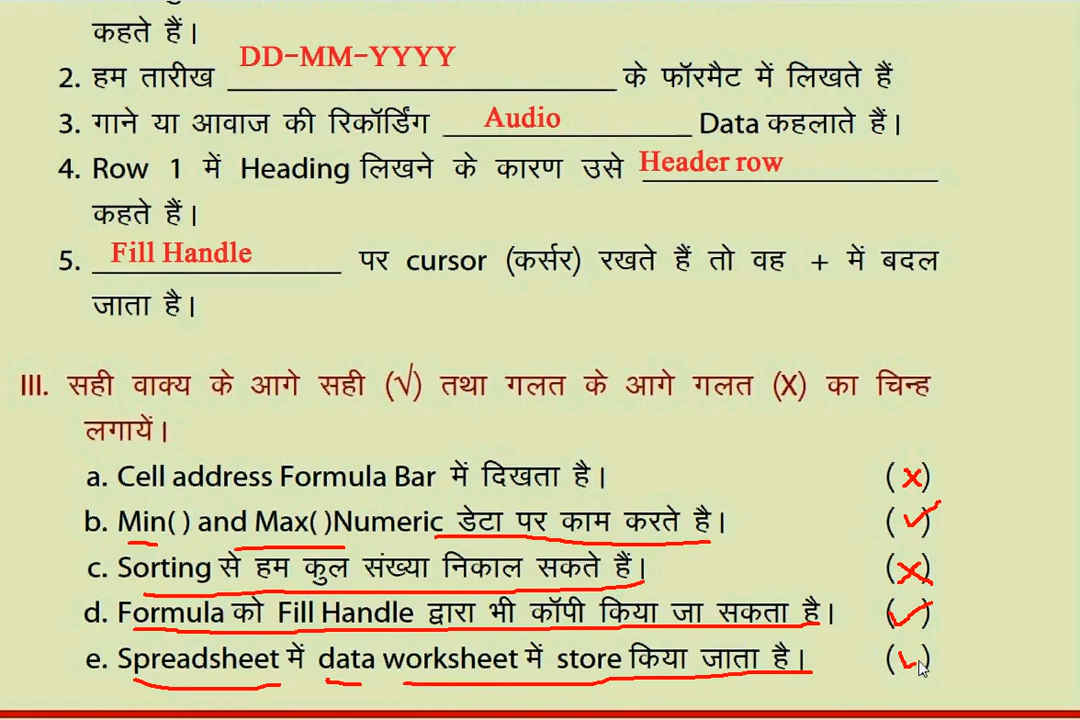 कहते हैं।
2. हम तारीख DD-MM-YYYY के फॉरमैट में लिखते हैं
3. गाने या आवाज की रिकॉर्डिंग Audio Data कहलाते हैं।
4. Row 1 में Heading लिखने के कारण उसे Header row
कहते हैं।
5. Fill Handle पर cursor (कर्सर) रखते हैं तो वह + में बदल
जाता है।
III. सही वाक्य के आगे सही (√) तथा गलत के आगे गलत (X) का चिन्ह
लगायें।
a. Cell address Formula Bar में दिखता है। (x)
b. Min( ) and Max( )Numeric डेटा पर काम करते है। (✓)
c. Sorting से हम कुल संख्या निकाल सकते हैं। (x)
d. Formula को Fill Handle द्वारा भी कॉपी किया जा सकता है। (✓)
e. Spreadsheet में data worksheet में store किया जाता है। (✓)